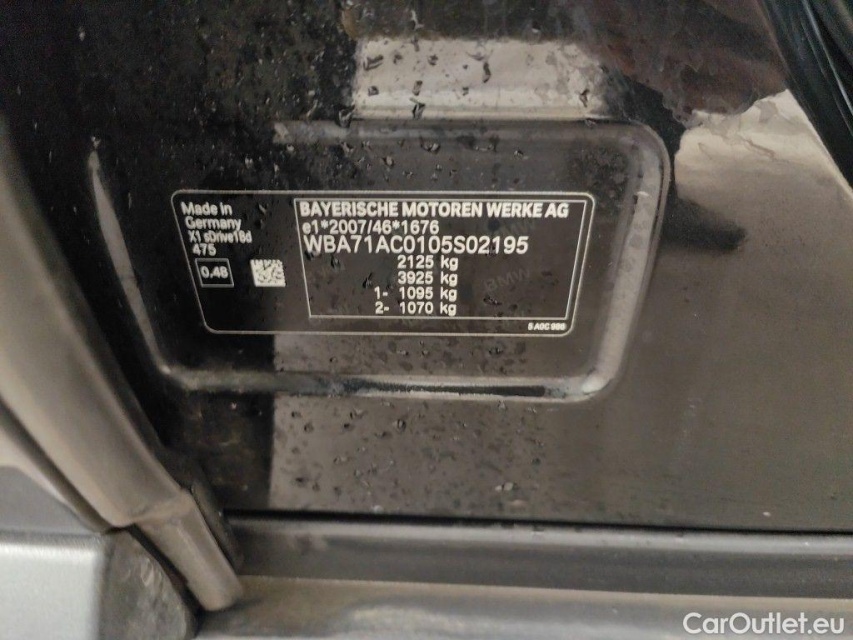 Made in
Germany
X1 sDrive18d
475
0,48
BAYERISCHE MOTOREN WERKE AG
e1*2007/46*1676
WBA71AC0105S02195
2125 kg
3925 kg
1- 1095 kg
2- 1070 kg
BMW
CarOutlet.eu